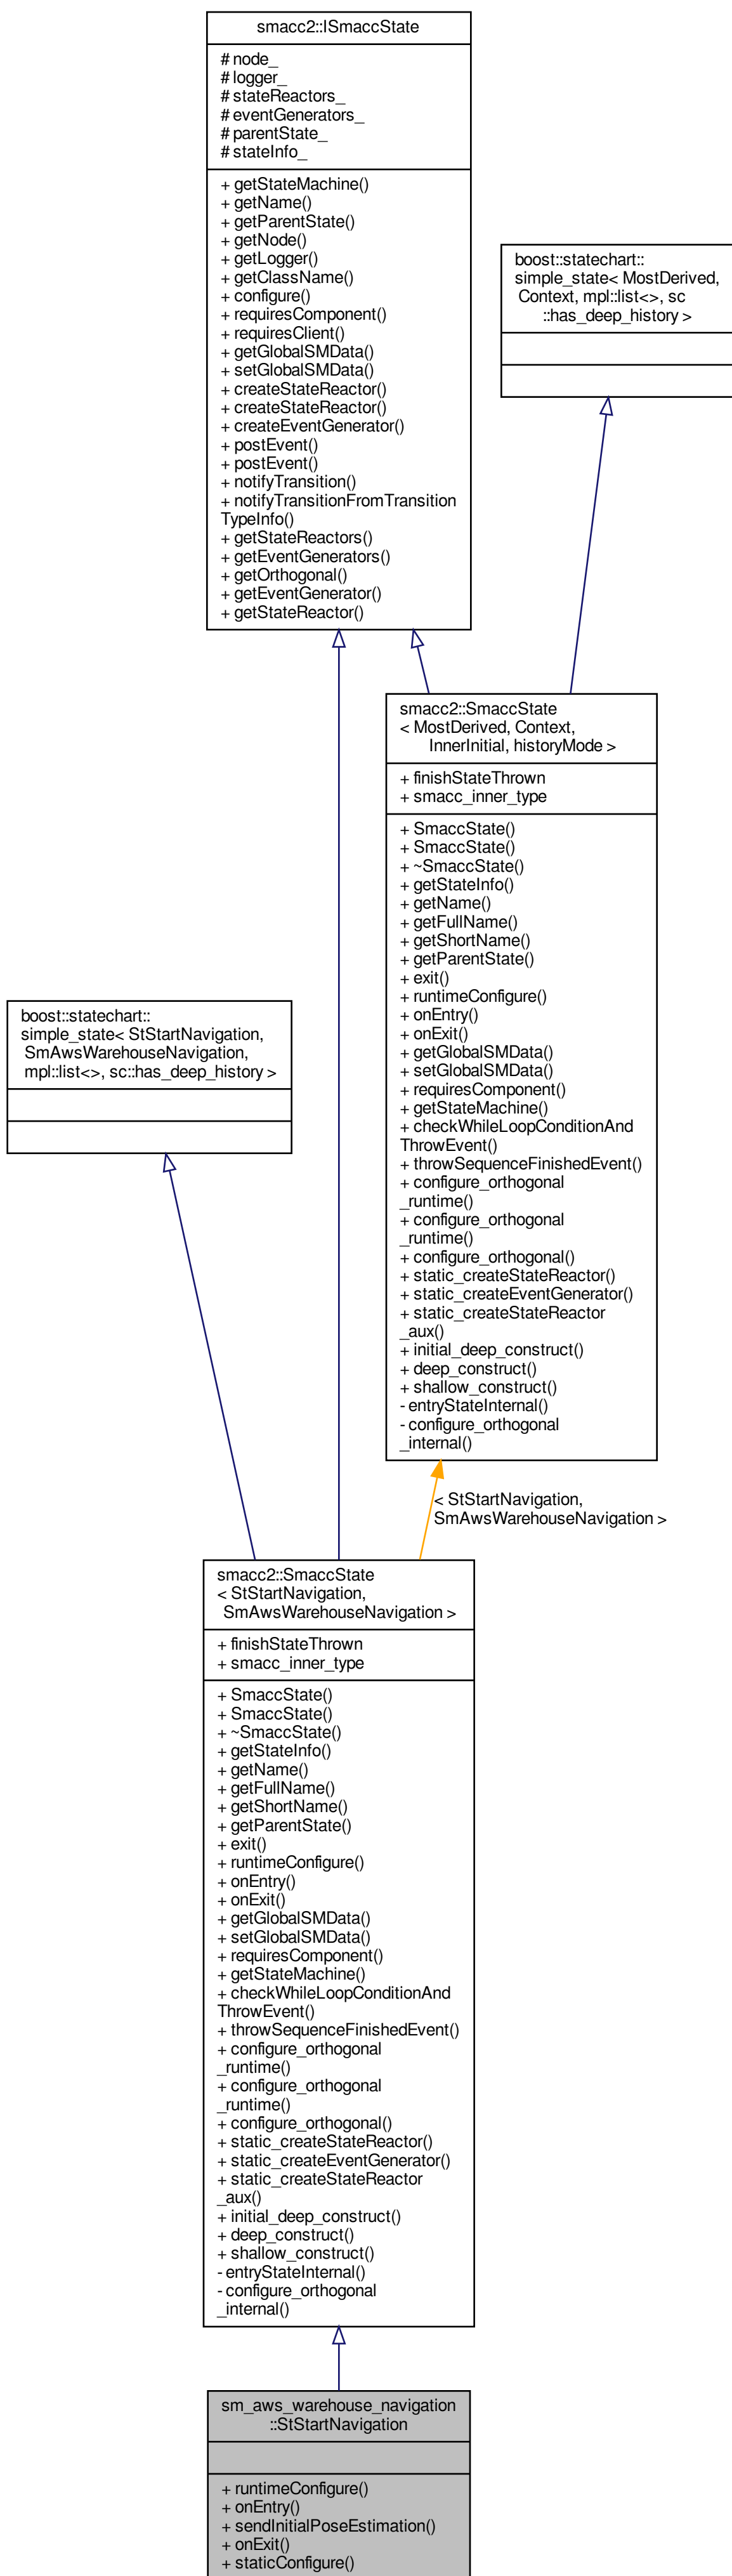 smacc2::ISmaccState
# node_
# logger_
# stateReactors_
# eventGenerators_
# parentState_
# stateInfo_
+ getStateMachine()
+ getName()
+ getParentState()
+ getNode()
+ getLogger()
+ getClassName()
+ configure()
+ requiresComponent()
+ requiresClient()
+ getGlobalSMData()
+ setGlobalSMData()
+ createStateReactor()
+ createStateReactor()
+ createEventGenerator()
+ postEvent()
+ postEvent()
+ notifyTransition()
+ notifyTransitionFromTransition
TypeInfo()
+ getStateReactors()
+ getEventGenerators()
+ getOrthogonal()
+ getEventGenerator()
+ getStateReactor()
boost::statechart::
simple_state< MostDerived,
Context, mpl::list<>, sc
::has_deep_history >
smacc2::SmaccState
< MostDerived, Context,
InnerInitial, historyMode >
+ finishStateThrown
+ smacc_inner_type
+ SmaccState()
+ SmaccState()
+ ~SmaccState()
+ getStateInfo()
+ getName()
+ getFullName()
+ getShortName()
+ getParentState()
+ exit()
+ runtimeConfigure()
+ onEntry()
+ onExit()
+ getGlobalSMData()
+ setGlobalSMData()
+ requiresComponent()
+ getStateMachine()
+ checkWhileLoopConditionAnd
ThrowEvent()
+ throwSequenceFinishedEvent()
+ configure_orthogonal
_runtime()
+ configure_orthogonal
_runtime()
+ configure_orthogonal()
+ static_createStateReactor()
+ static_createEventGenerator()
+ static_createStateReactor
_aux()
+ initial_deep_construct()
+ deep_construct()
+ shallow_construct()
- entryStateInternal()
- configure_orthogonal
_internal()
boost::statechart::
simple_state< StStartNavigation,
SmAwsWarehouseNavigation,
mpl::list<>, sc::has_deep_history >
< StStartNavigation,
SmAwsWarehouseNavigation >
smacc2::SmaccState
< StStartNavigation,
SmAwsWarehouseNavigation >
+ finishStateThrown
+ smacc_inner_type
+ SmaccState()
+ SmaccState()
+ ~SmaccState()
+ getStateInfo()
+ getName()
+ getFullName()
+ getShortName()
+ getParentState()
+ exit()
+ runtimeConfigure()
+ onEntry()
+ onExit()
+ getGlobalSMData()
+ setGlobalSMData()
+ requiresComponent()
+ getStateMachine()
+ checkWhileLoopConditionAnd
ThrowEvent()
+ throwSequenceFinishedEvent()
+ configure_orthogonal
_runtime()
+ configure_orthogonal
_runtime()
+ configure_orthogonal()
+ static_createStateReactor()
+ static_createEventGenerator()
+ static_createStateReactor
_aux()
+ initial_deep_construct()
+ deep_construct()
+ shallow_construct()
- entryStateInternal()
- configure_orthogonal
_internal()
sm_aws_warehouse_navigation
::StStartNavigation
+ runtimeConfigure()
+ onEntry()
+ sendInitialPoseEstimation()
+ onExit()
+ staticConfigure()